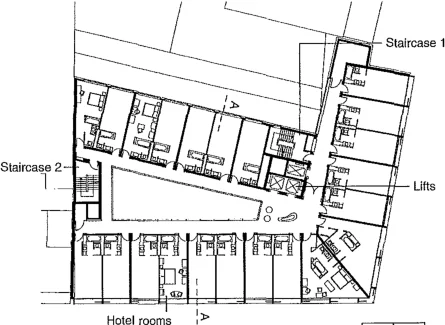 Staircase 1
A
Staircase 2
Lifts
Hotel rooms
A